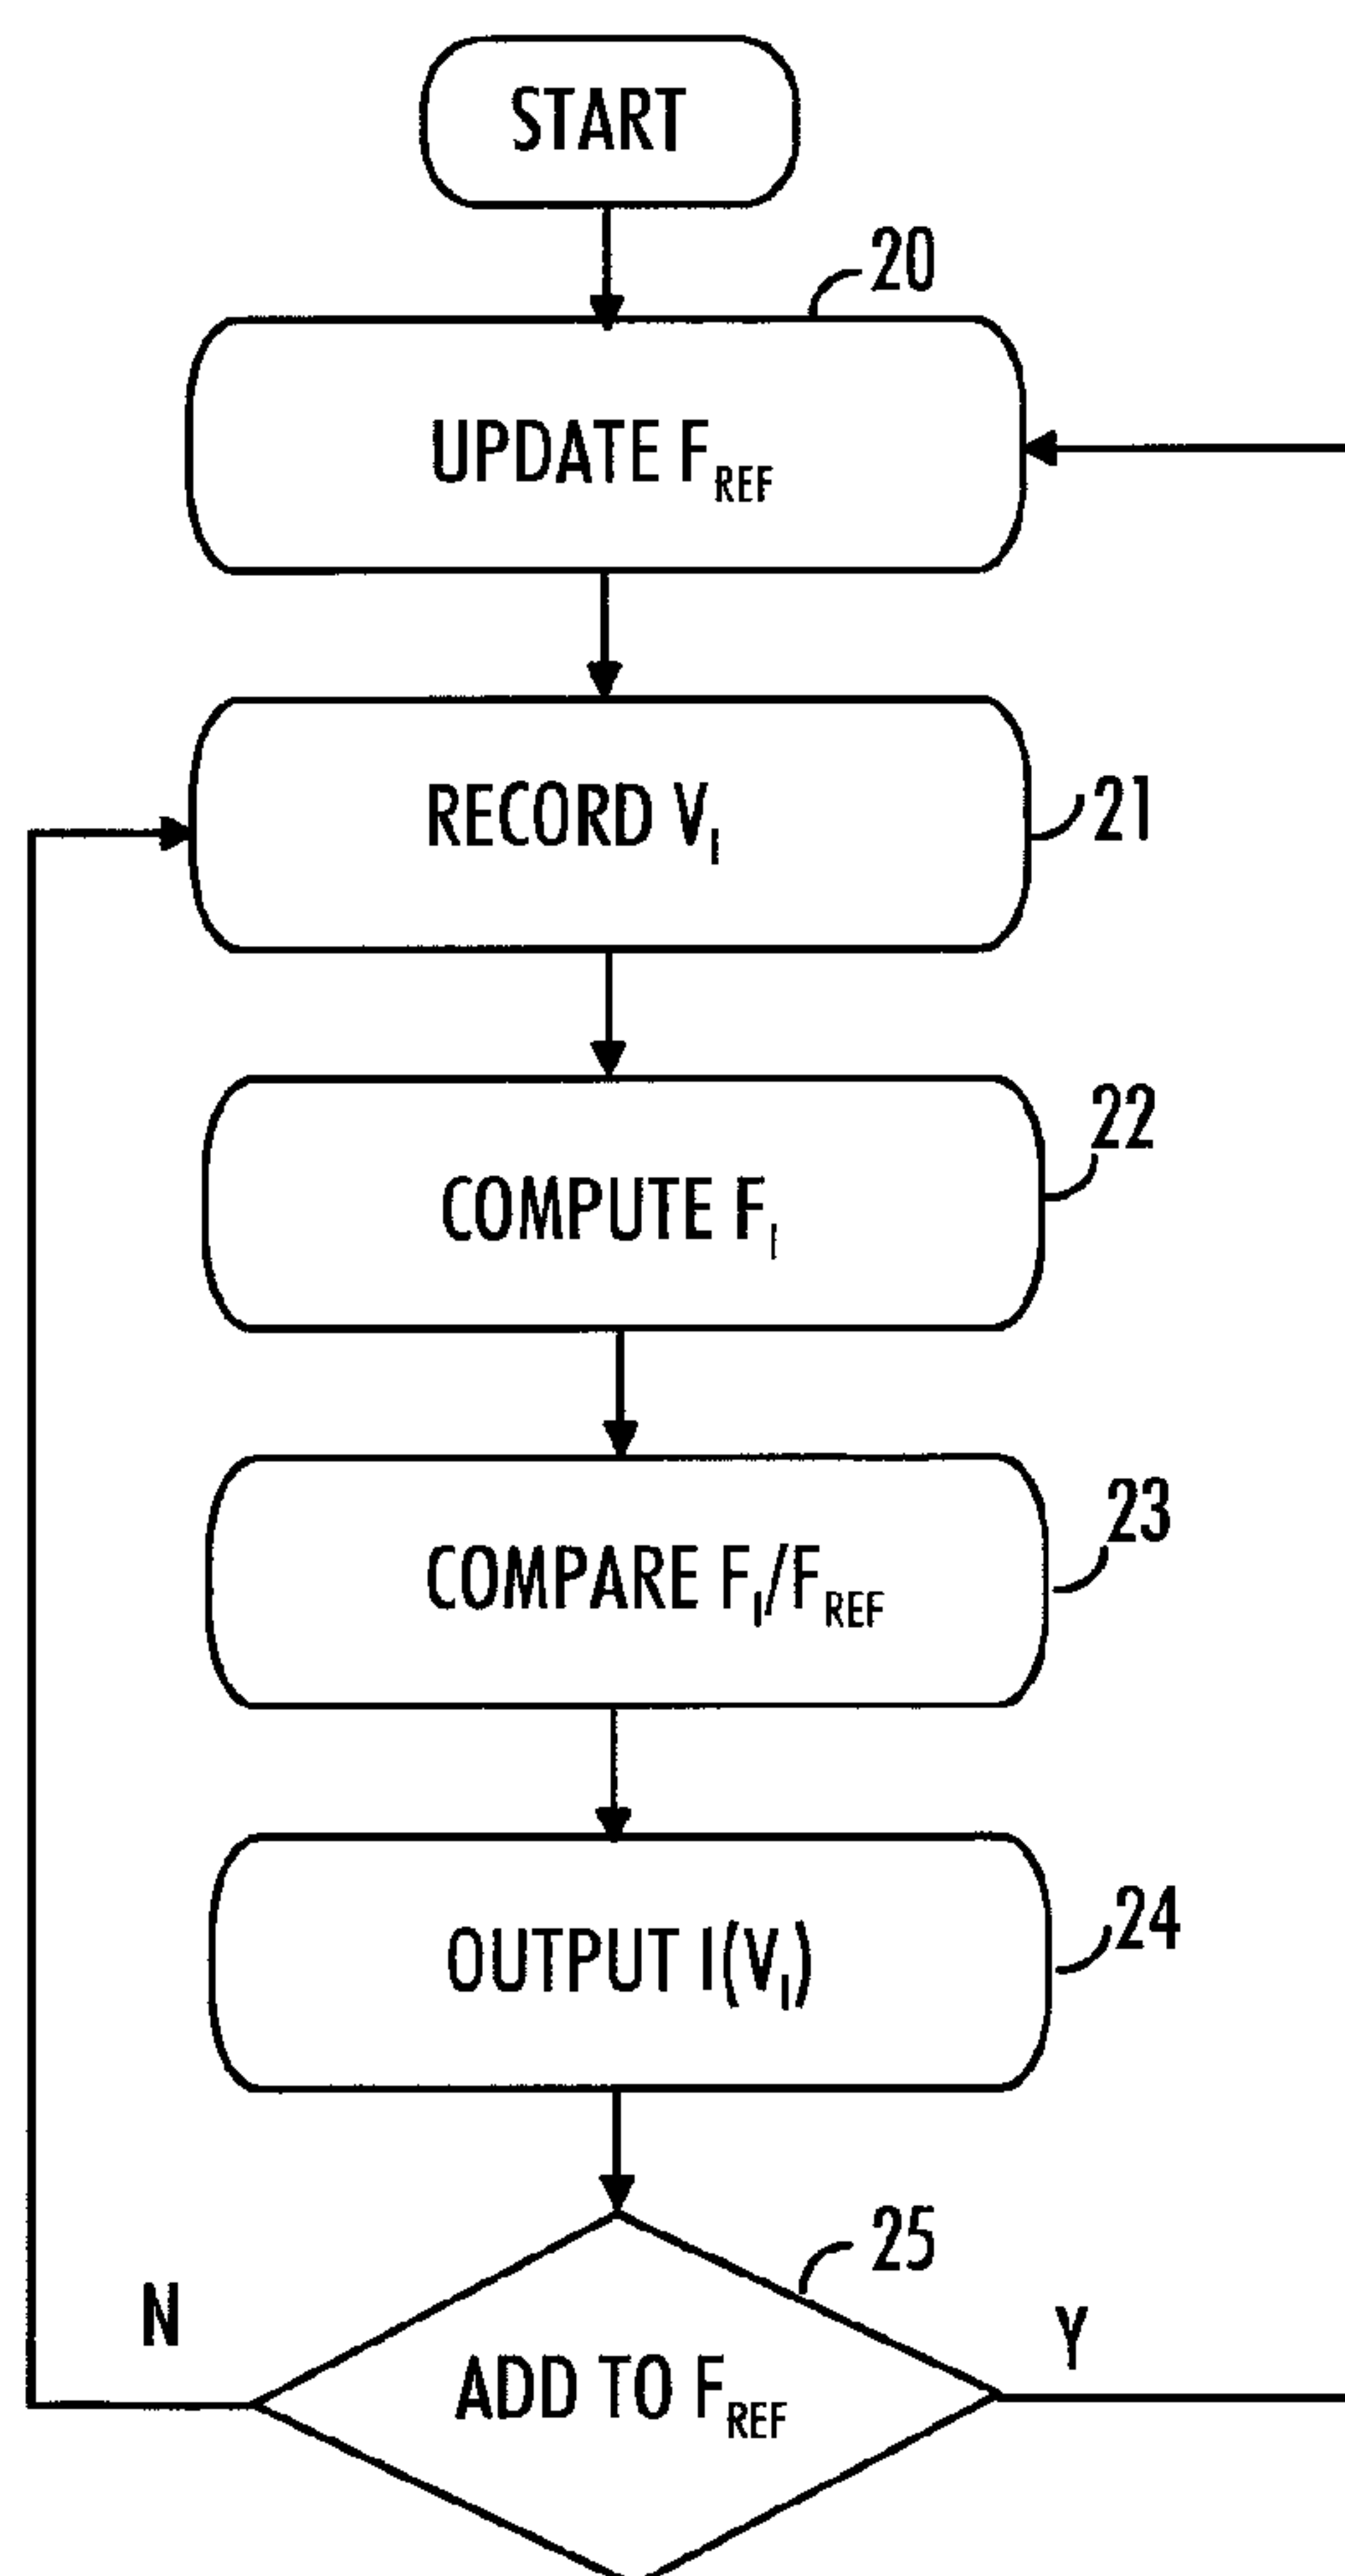 START
20
UPDATE F_REF
RECORD V_I
21
22
COMPUTE F_I
23
COMPARE F_I/F_REF
24
OUTPUT I(V_I)
25
N
Y
ADD TO F_REF